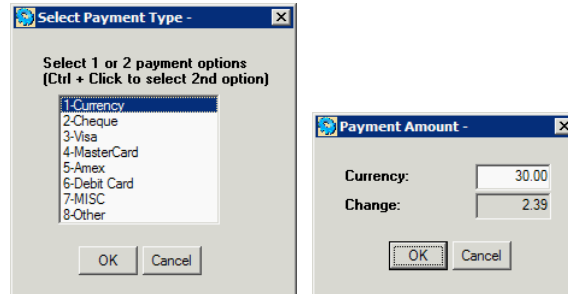 Select Payment Type -
Select 1 or 2 payment options
(Ctrl + Click to select 2nd option)
1-Currency
2-Cheque
3-Visa
4-MasterCard
5-Amex
6-Debit Card
7-MISC
8-Other
OK Cancel
Payment Amount -
Currency: 30.00
Change: 2.39
OK Cancel